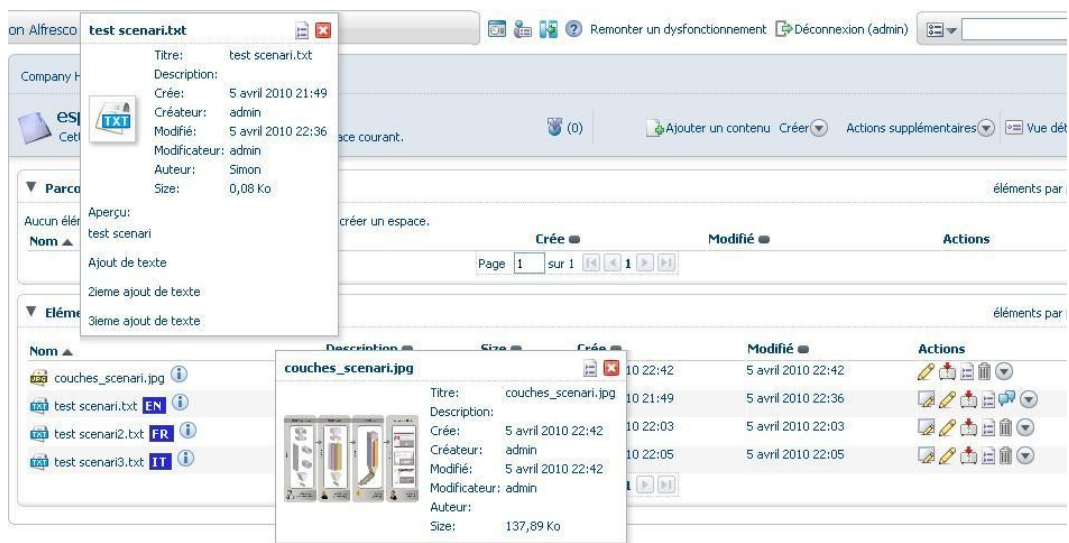 on Alfresco
Remonter un dysfonctionnement Déconnexion (admin)
test scenari.txt
Titre: test scenari.txt
Description:
Crée: 5 avril 2010 21:49
Créateur: admin
Modifié: 5 avril 2010 22:36
Modificateur: admin
Auteur: Simon
Size: 0,08 Ko
TXT
Aperçu:
test scenari
Ajout de texte
2ieme ajout de texte
3ieme ajout de texte
Company H
esp
Cet ace courant.
(0) Ajouter un contenu Créer Actions supplémentaires Vue dét
Parco éléments par
Aucun élém créer un espace.
Nom Crée Modifié Actions
Page 1 sur 1 1
Eléme éléments par
Nom Description Size Crée Modifié Actions
couches_scenari.jpg 10 22:42 5 avril 2010 22:42
TXT test scenari.txt EN 10 21:49 5 avril 2010 22:36
TXT test scenari2.txt FR 10 22:03 5 avril 2010 22:03
TXT test scenari3.txt IT 10 22:05 5 avril 2010 22:05
1
couches_scenari.jpg
Titre: couches_scenari.jpg
Description:
Crée: 5 avril 2010 22:42
Créateur: admin
Modifié: 5 avril 2010 22:42
Modificateur: admin
Auteur:
Size: 137,89 Ko